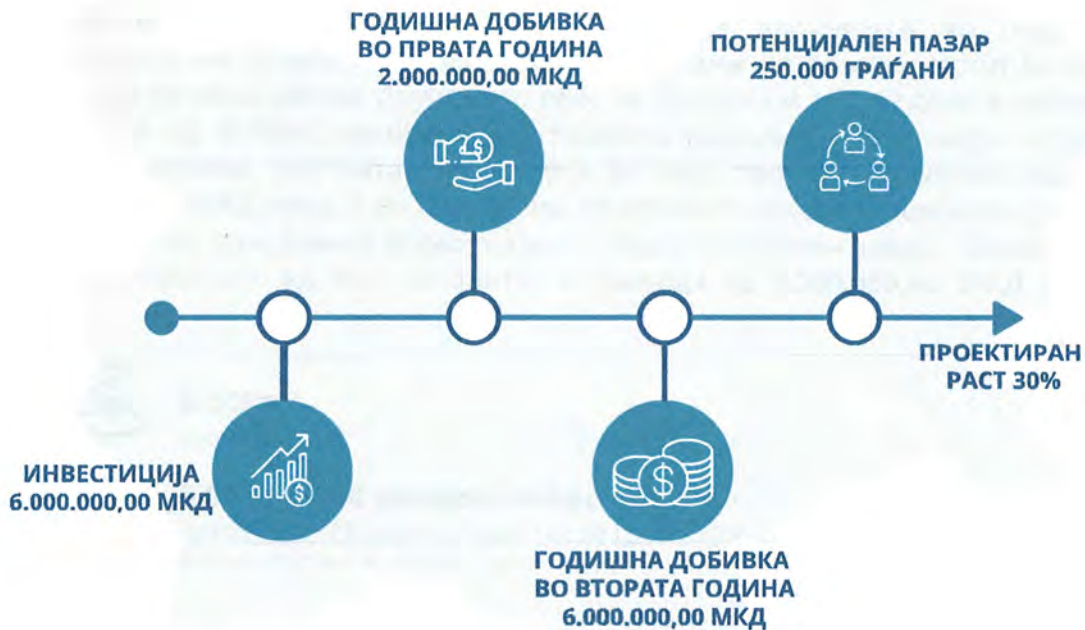 ГОДИШНА ДОБИВКА
ВО ПРВАТА ГОДИНА
2.000.000,00 МКД
ПОТЕНЦИЈАЛЕН ПАЗАР
250.000 ГРАЃАНИ
ПРОЕКТИРАН
РАСТ 30%
ИНВЕСТИЦИЈА
6.000.000,00 МКД
ГОДИШНА ДОБИВКА
ВО ВТОРАТА ГОДИНА
6.000.000,00 МКД